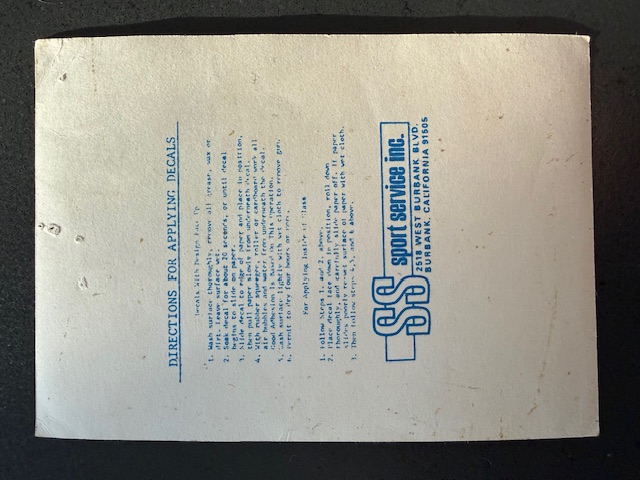 DIRECTIONS FOR APPLYING DECALS
Decals With Design Face Up
1. Wash surface thoroughly, remove all grease, wax or
dirt. Leave surface wet.
2. Soak decal for about 20 seconds, or until decal
begins to slide on paper.
3. Slide decal over edge of paper and place in position,
then pull paper slowly from underneath decal.
4. With rubber squeegee, roller or cardboard work all
air bubbles and water from underneath the decal.
Good Adhesion is Based On This Operation.
5. Wash surface lightly with wet cloth to remove gum.
6. Permit to dry four hours or more.
For Applying Inside of Glass
1. Follow Steps 1, and 2, above.
2. Place decal face down in position, roll down
thoroughly, and carefully slide paper off. If paper
slides poorly re-wet surface of paper with wet cloth.
3. Then follow steps 4,5, and 6 above.
SS sport service inc.
2518 WEST BURBANK BLVD.
BURBANK, CALIFORNIA 91505